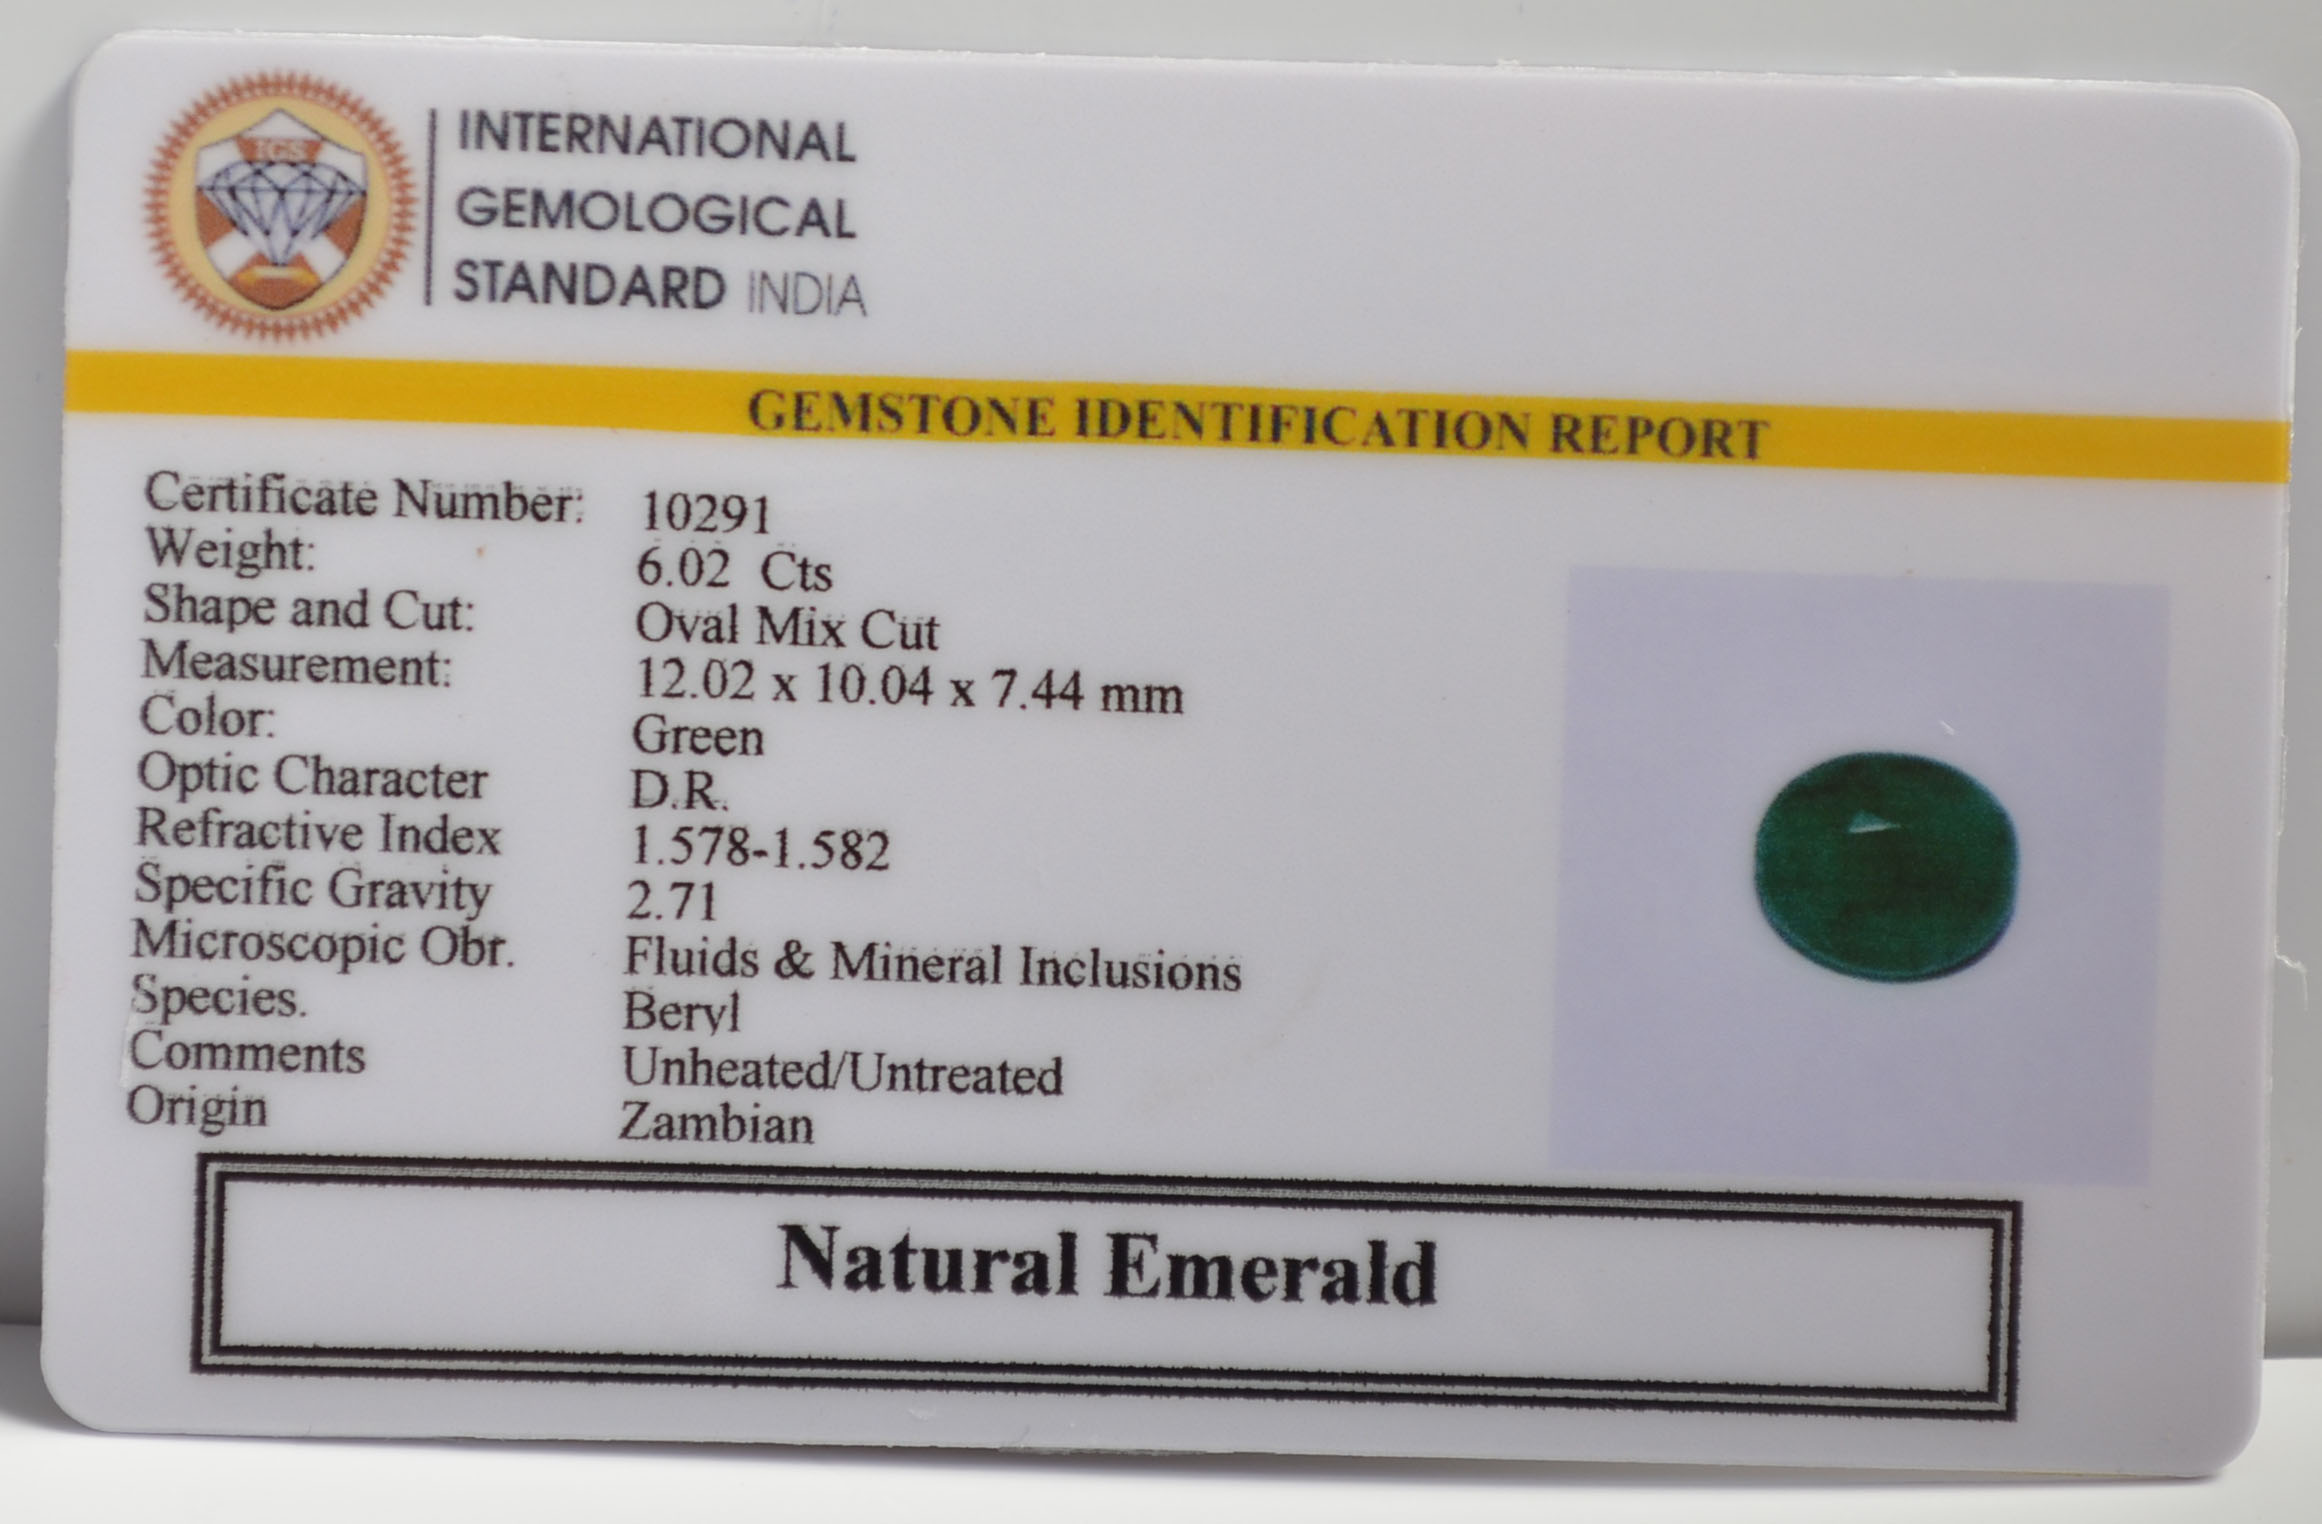 IGS
INTERNATIONAL
GEMOLOGICAL
STANDARD INDIA
GEMSTONE IDENTIFICATION REPORT
Certificate Number: 10291
Weight: 6.02 Cts
Shape and Cut: Oval Mix Cut
Measurement: 12.02 x 10.04 x 7.44 mm
Color: Green
Optic Character D.R.
Refractive Index 1.578-1.582
Specific Gravity 2.71
Microscopic Obr. Fluids & Mineral Inclusions
Species. Beryl
Comments Unheated/Untreated
Origin Zambian
Natural Emerald